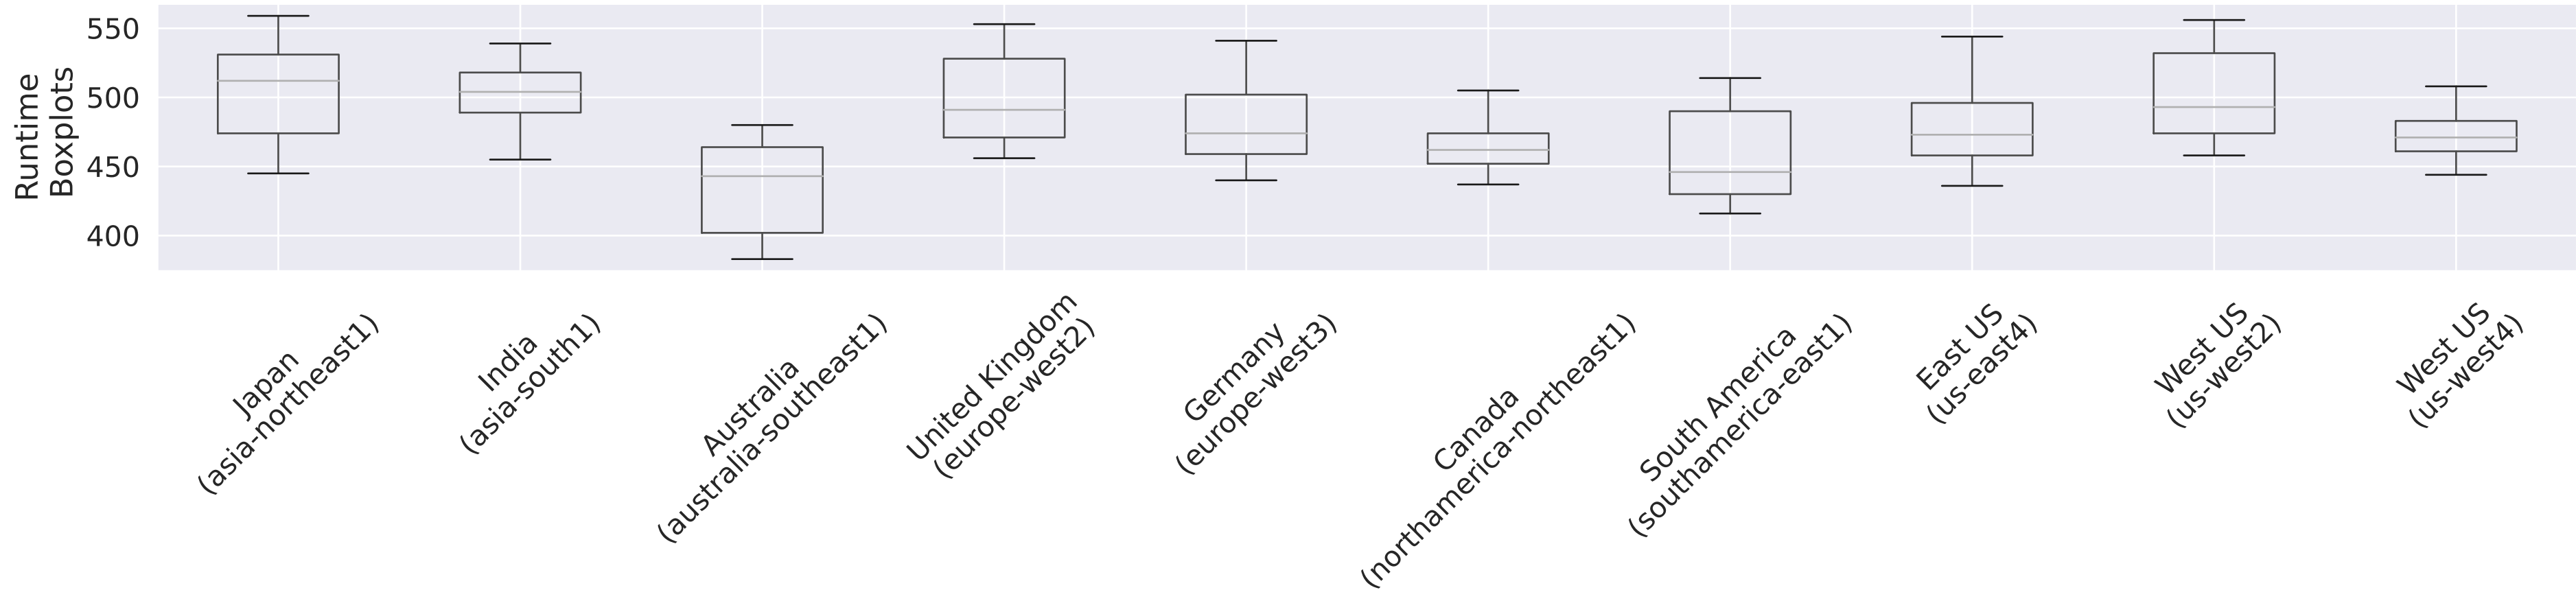 Runtime
Boxplots
550
500
450
400
Japan
(asia-northeast1)
India
(asia-south1)
Australia
(australia-southeast1)
United Kingdom
(europe-west2)
Germany
(europe-west3)
Canada
(northamerica-northeast1)
South America
(southamerica-east1)
East US
(us-east4)
West US
(us-west2)
West US
(us-west4)